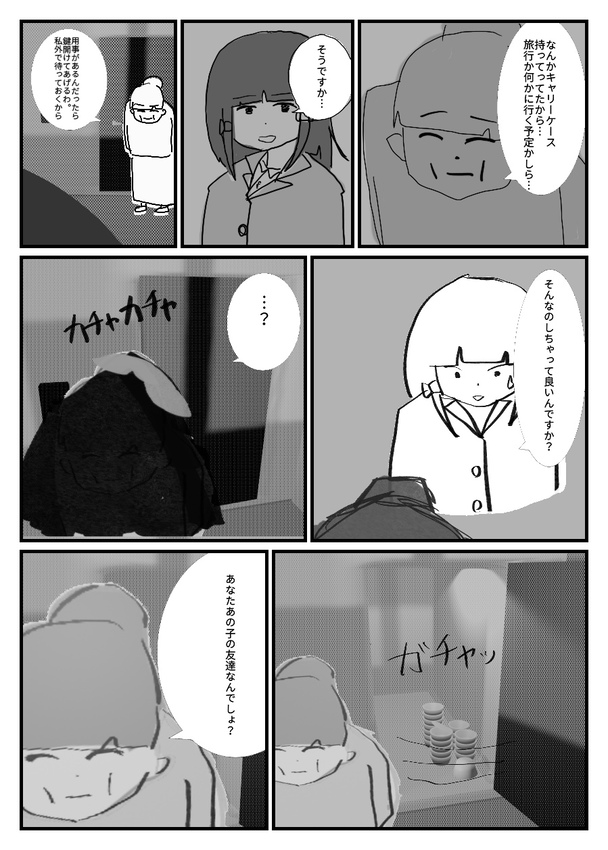 なんかキャリーケース
持ってってたから…
旅行か何かに行く予定かしら…
そうですか…
用事があるんだったら
鍵開けてあげるわ。
私外で待っておくから
そんなのしちゃって良いんですか?
…?
カチャカチャ
ガチャッ
あなたあの子の友達なんでしょ?